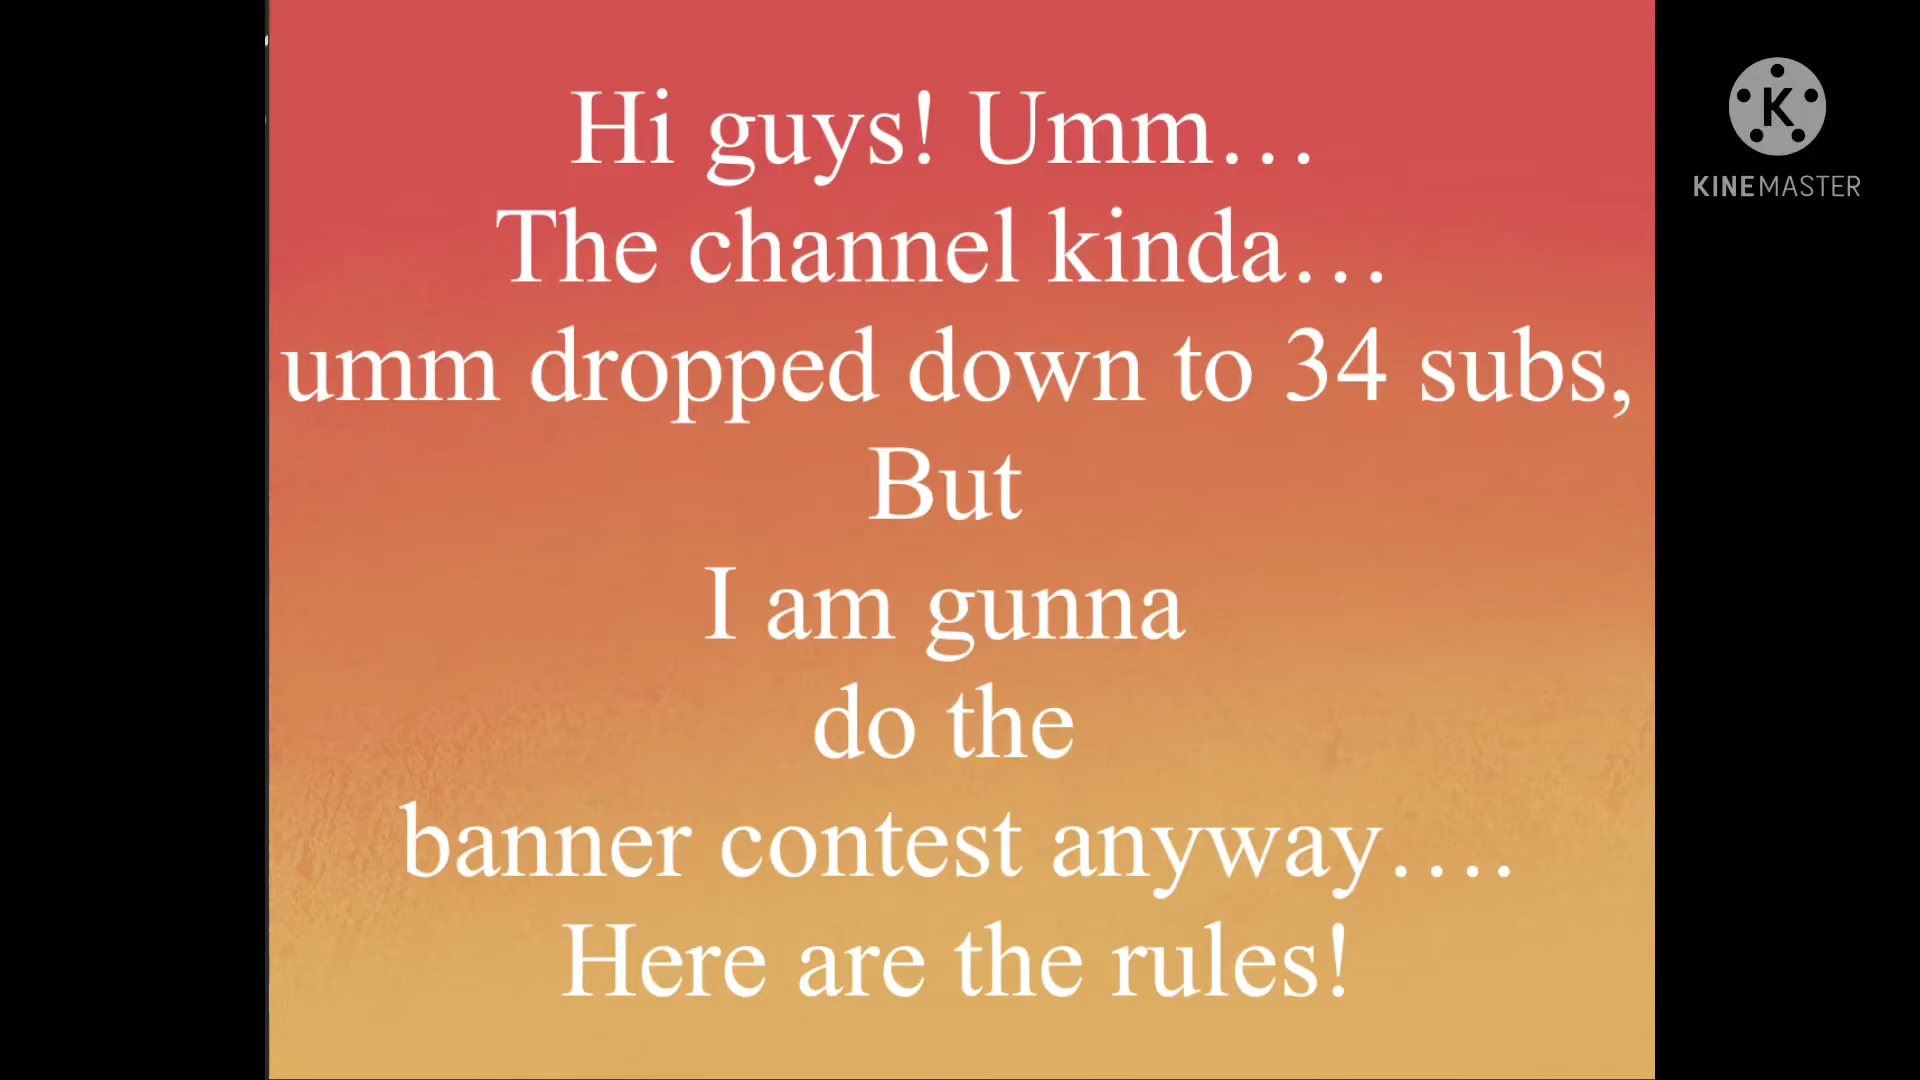 Hi guys! Umm…
The channel kinda…
umm dropped down to 34 subs,
But
I am gunna
do the
banner contest anyway….
Here are the rules!
K
KINEMASTER